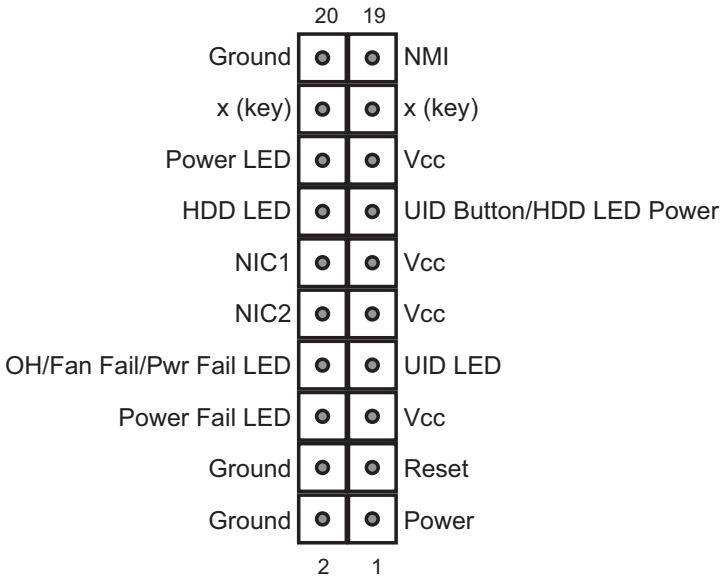 20 19
Ground NMI
x (key) x (key)
Power LED Vcc
HDD LED UID Button/HDD LED Power
NIC1 Vcc
NIC2 Vcc
OH/Fan Fail/Pwr Fail LED UID LED
Power Fail LED Vcc
Ground Reset
Ground Power
2 1